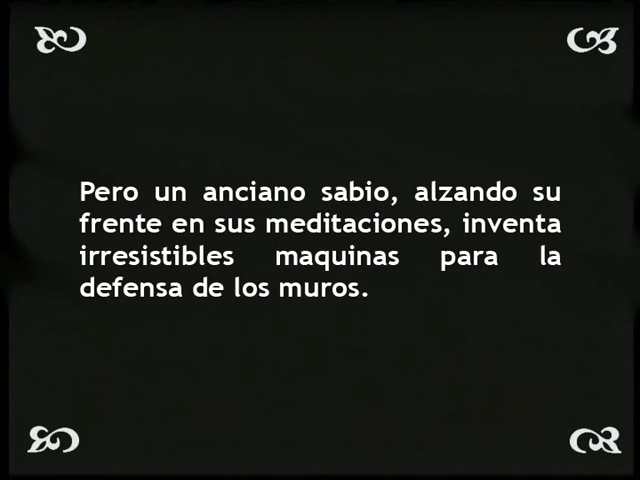 Pero un anciano sabio, alzando su
frente en sus meditaciones, inventa
irresistibles maquinas para la
defensa de los muros.